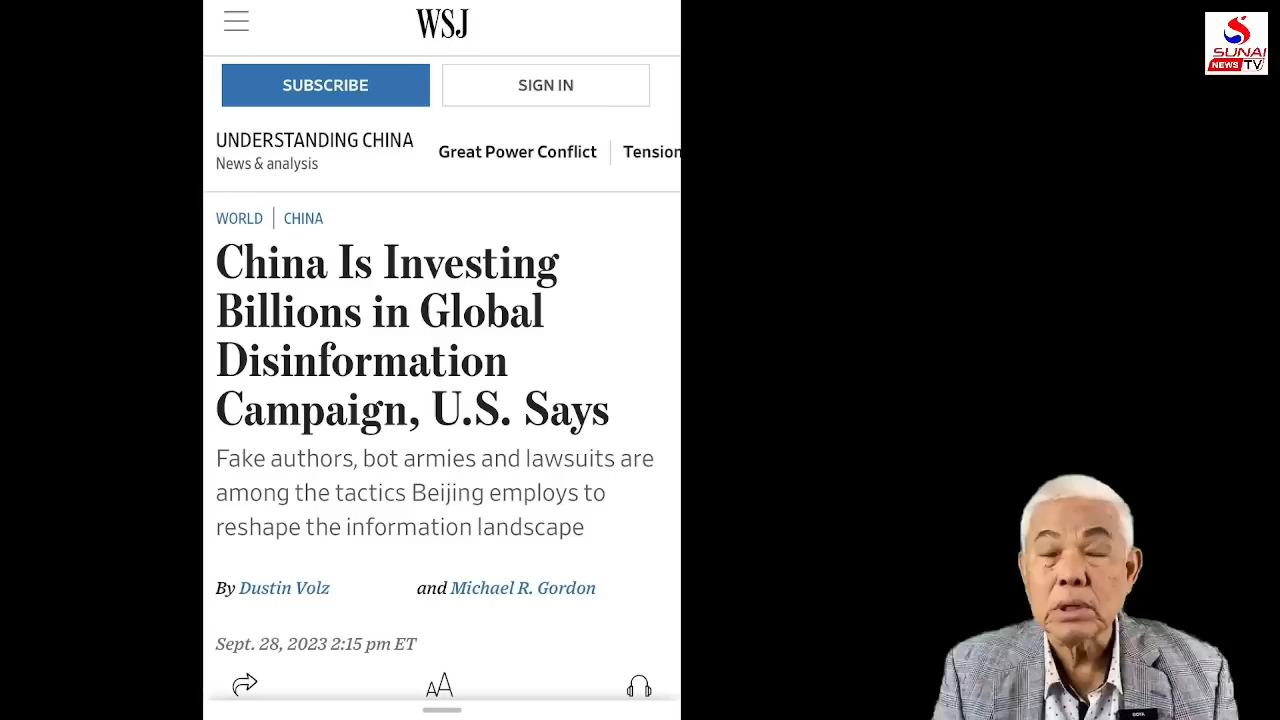 WSJ
SUNAI
NEWS TV
SUBSCRIBE
SIGN IN
UNDERSTANDING CHINA
News & analysis
Great Power Conflict
Tension
WORLD
CHINA
China Is Investing
Billions in Global
Disinformation
Campaign, U.S. Says
Fake authors, bot armies and lawsuits are
among the tactics Beijing employs to
reshape the information landscape
By Dustin Volz and Michael R. Gordon
Sept. 28, 2023 2:15 pm ET
AA